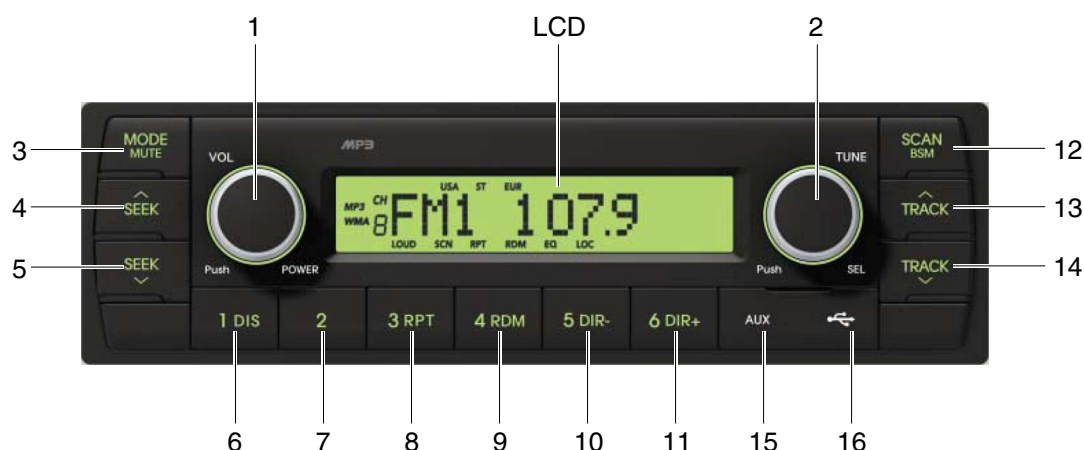 1 LCD 2
MP3
3 MODE MUTE
VOL
TUNE
SCAN BSM 12
4 SEEK
TRACK 13
USA ST EUR
MP3 CH
WMA 8 FM1 107.9
LOUD SCN RPT RDM EQ LOC
5 SEEK
TRACK 14
Push POWER
Push SEL
1 DIS 2 3 RPT 4 RDM 5 DIR- 6 DIR+ AUX
6 7 8 9 10 11 15 16